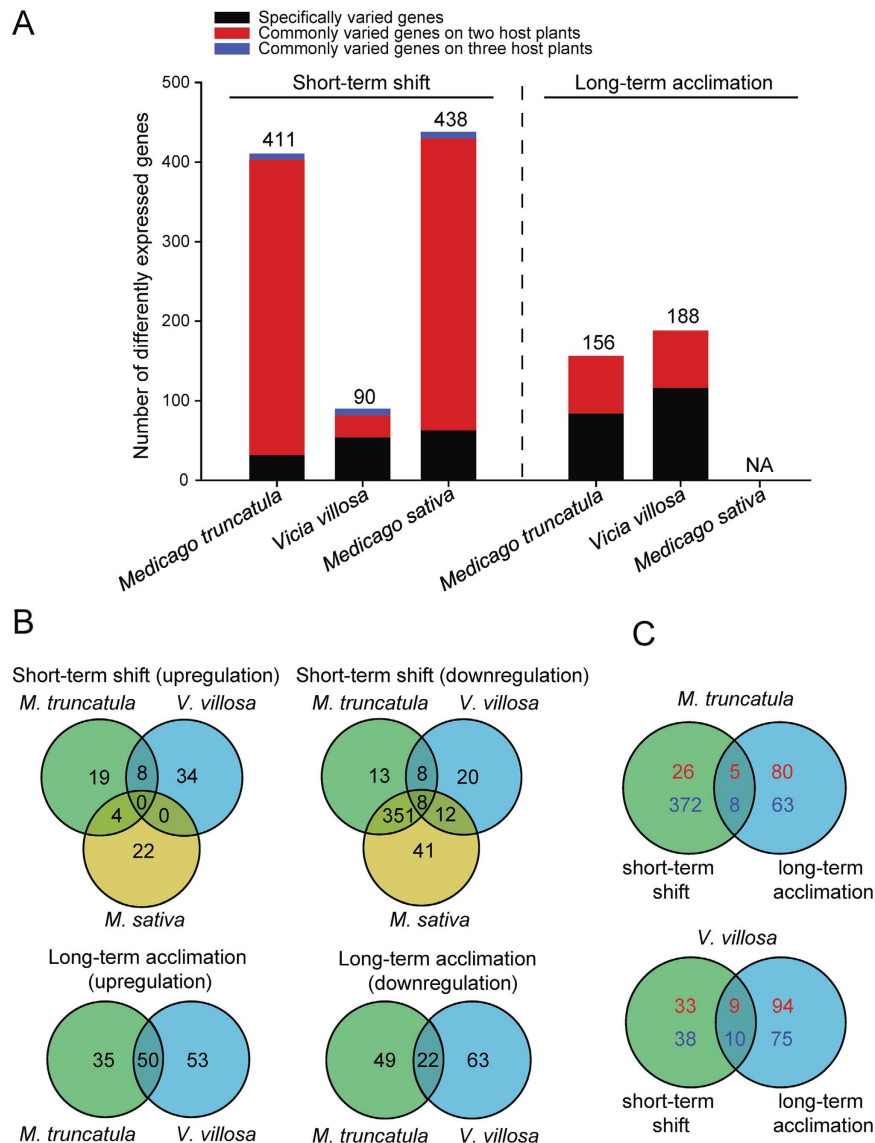 A
Specifically varied genes
Commonly varied genes on two host plants
Commonly varied genes on three host plants
Short-term shift
Long-term acclimation
Number of differently expressed genes
500
400
300
200
100
0
411
90
438
156
188
NA
Medicago truncatula
Vicia villosa
Medicago sativa
Medicago truncatula
Vicia villosa
Medicago sativa
B
Short-term shift (upregulation)
M. truncatula
V. villosa
19
8
34
0
4
0
22
M. sativa
Short-term shift (downregulation)
M. truncatula
V. villosa
13
8
20
8
351
12
41
M. sativa
Long-term acclimation
(upregulation)
35
50
53
M. truncatula
V. villosa
Long-term acclimation
(downregulation)
49
22
63
M. truncatula
V. villosa
C
M. truncatula
26
5
80
372
8
63
short-term
shift
long-term
acclimation
V. villosa
33
9
94
38
10
75
short-term
shift
long-term
acclimation